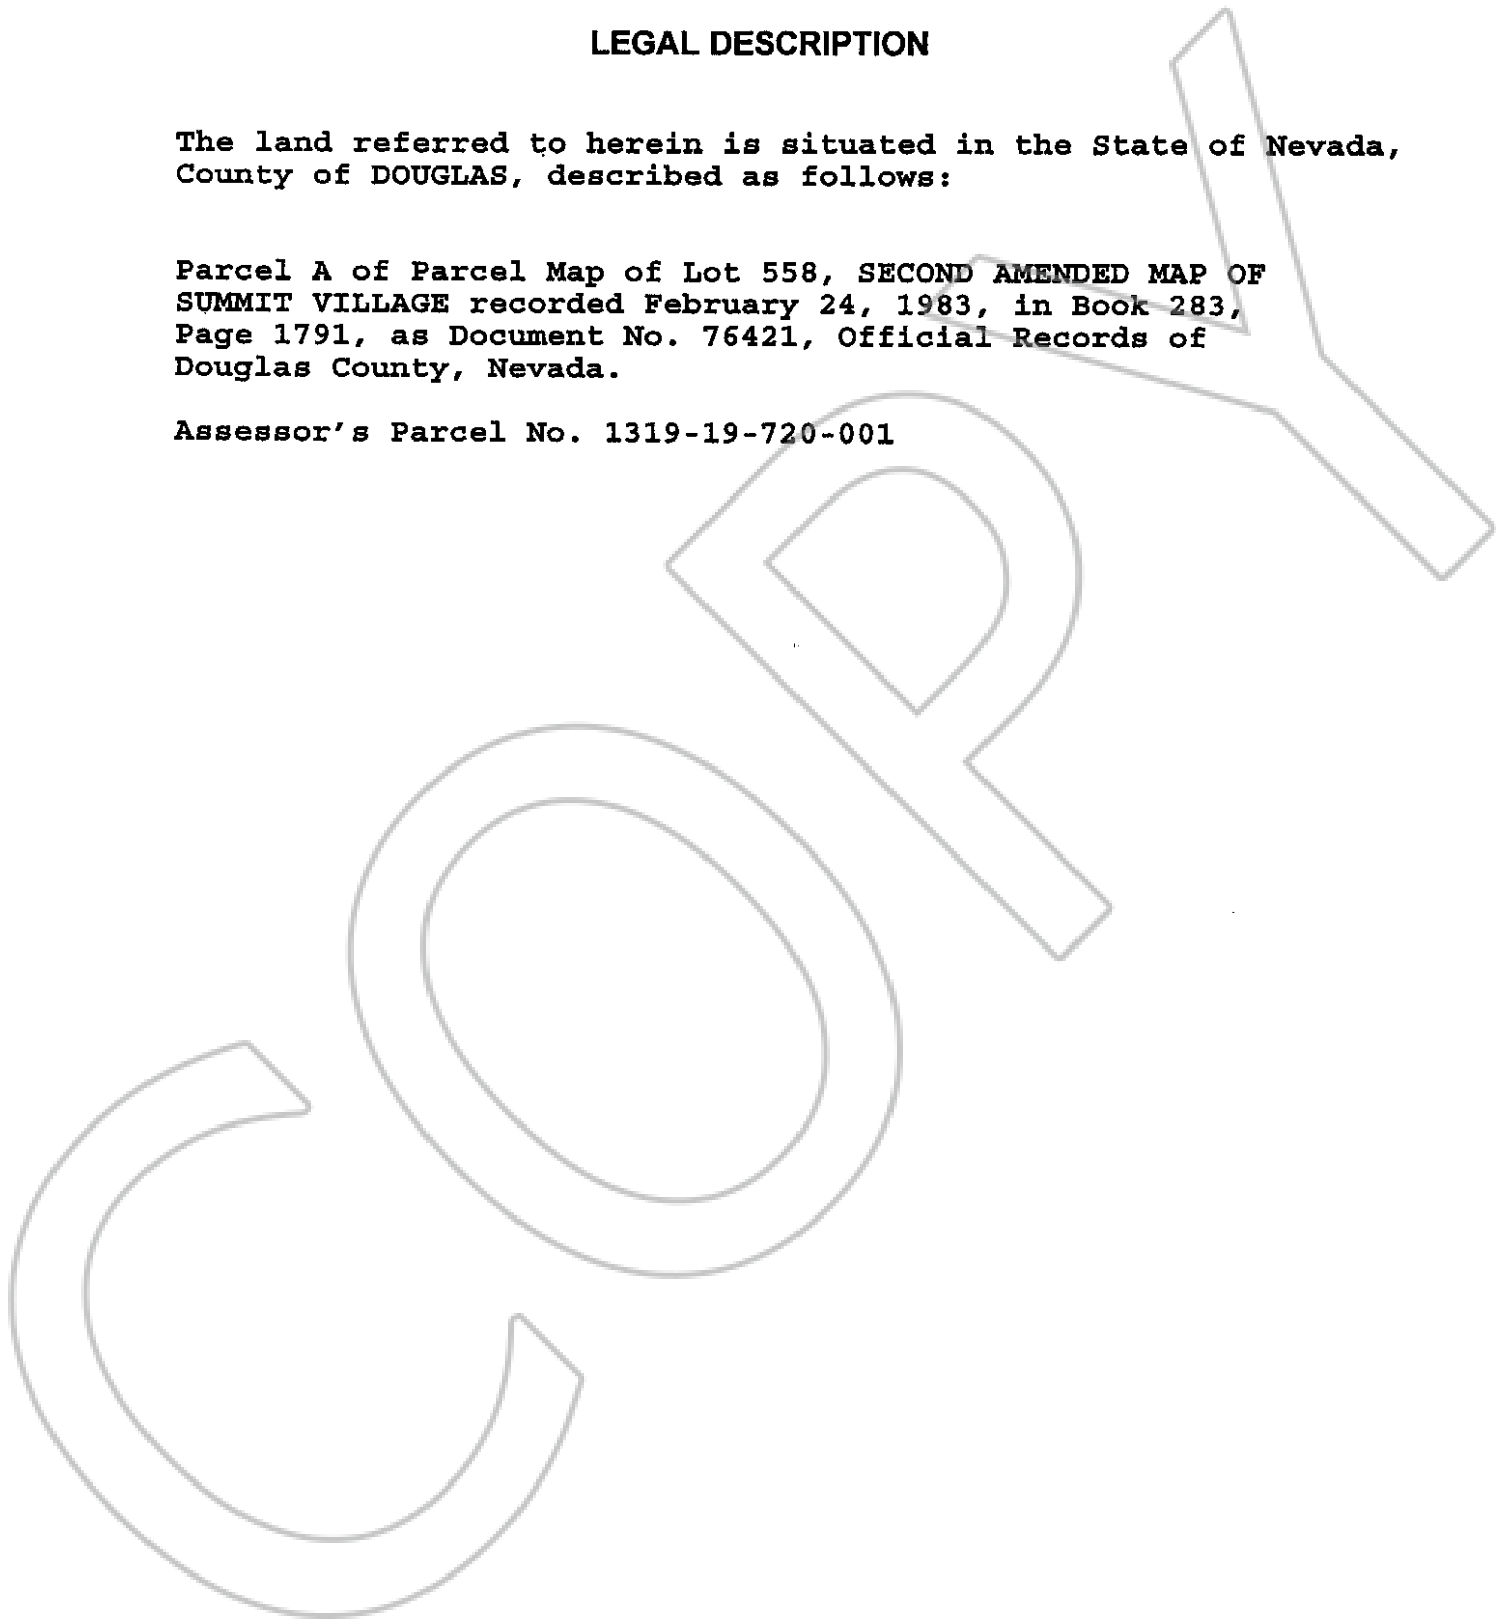 LEGAL DESCRIPTION
The land referred to herein is situated in the State of Nevada,
County of DOUGLAS, described as follows:
Parcel A of Parcel Map of Lot 558, SECOND AMENDED MAP OF
SUMMIT VILLAGE recorded February 24, 1983, in Book 283,
Page 1791, as Document No. 76421, Official Records of
Douglas County, Nevada.
Assessor's Parcel No. 1319-19-720-001
COPY